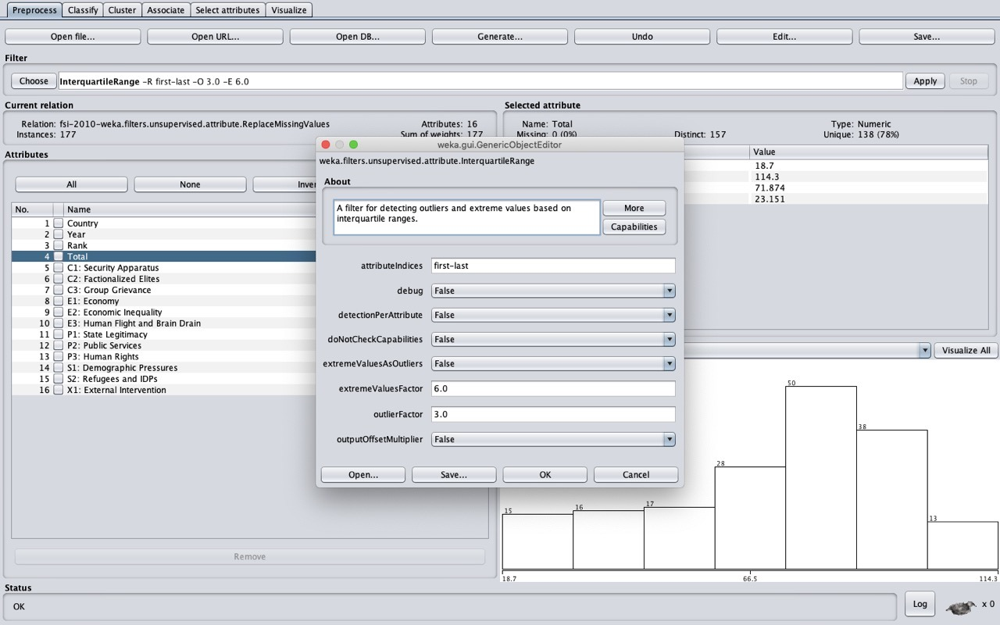 Preprocess Classify Cluster Associate Select attributes Visualize
Open file... Open URL... Open DB... Generate... Undo Edit... Save...
Filter
Choose InterquartileRange -R first-last -O 3.0 -E 6.0 Apply Stop
Current relation
Relation: fsi-2010-weka.filters.unsupervised.attribute.ReplaceMissingValues Attributes: 16
Instances: 177 Sum of weights: 177
Selected attribute
Name: Total Type: Numeric
Missing: 0 (0%) Distinct: 157 Unique: 138 (78%)
Value
18.7
114.3
71.874
23.151
Attributes
All None Inver
No. Name
1 Country
2 Year
3 Rank
4 Total
5 C1: Security Apparatus
6 C2: Factionalized Elites
7 C3: Group Grievance
8 E1: Economy
9 E2: Economic Inequality
10 E3: Human Flight and Brain Drain
11 P1: State Legitimacy
12 P2: Public Services
13 P3: Human Rights
14 S1: Demographic Pressures
15 S2: Refugees and IDPs
16 X1: External Intervention
Remove
weka.gui.GenericObjectEditor
weka.filters.unsupervised.attribute.InterquartileRange
About
A filter for detecting outliers and extreme values based on
interquartile ranges.
More
Capabilities
attributeIndices first-last
debug False
detectionPerAttribute False
doNotCheckCapabilities False
extremeValuesAsOutliers False
extremeValuesFactor 6.0
outlierFactor 3.0
outputOffsetMultiplier False
Open... Save... OK Cancel
Visualize All
15 16 17 28 50 38 13
18.7 66.5 114.3
Status
OK
Log x 0